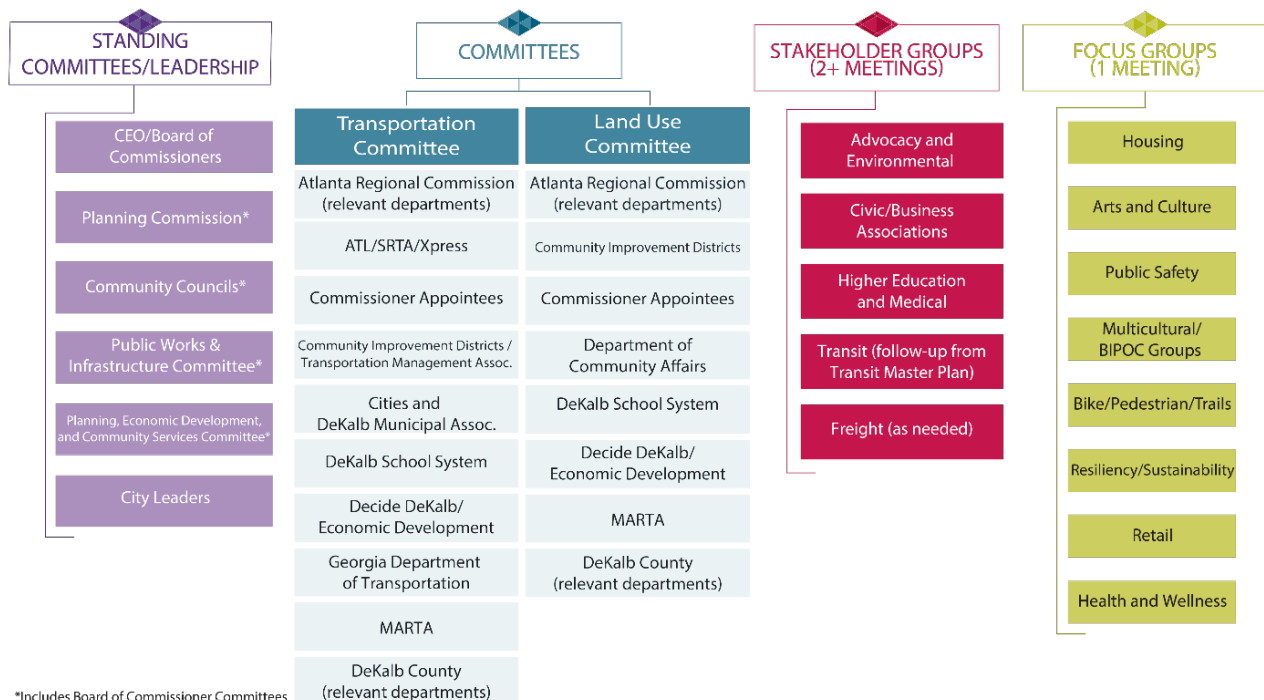 STANDING
COMMITTEES/LEADERSHIP
CEO/Board of
Commissioners
Planning Commission*
Community Councils*
Public Works &
Infrastructure Committee*
Planning, Economic Development,
and Community Services Committee*
City Leaders
COMMITTEES
Transportation
Committee
Atlanta Regional Commission
(relevant departments)
ATL/SRTA/Xpress
Commissioner Appointees
Community Improvement Districts /
Transportation Management Assoc.
Cities and
DeKalb Municipal Assoc.
DeKalb School System
Decide DeKalb/
Economic Development
Georgia Department
of Transportation
MARTA
DeKalb County
(relevant departments)
Land Use
Committee
Atlanta Regional Commission
(relevant departments)
Community Improvement Districts
Commissioner Appointees
Department of
Community Affairs
DeKalb School System
Decide DeKalb/
Economic Development
MARTA
DeKalb County
(relevant departments)
STAKEHOLDER GROUPS
(2+ MEETINGS)
Advocacy and
Environmental
Civic/Business
Associations
Higher Education
and Medical
Transit (follow-up from
Transit Master Plan)
Freight (as needed)
FOCUS GROUPS
(1 MEETING)
Housing
Arts and Culture
Public Safety
Multicultural/
BIPOC Groups
Bike/Pedestrian/Trails
Resiliency/Sustainability
Retail
Health and Wellness
*Includes Board of Commissioner Committees